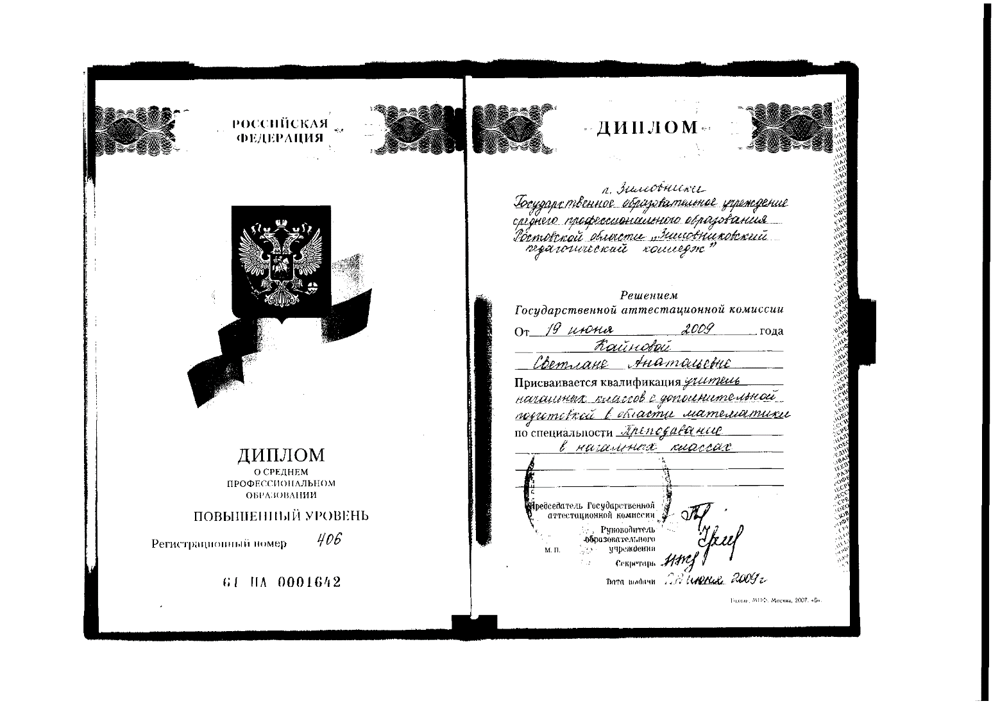 РОССИЙСКАЯ
ФЕДЕРАЦИЯ
ДИПЛОМ
О СРЕДНЕМ
ПРОФЕССИОНАЛЬНОМ
ОБРАЗОВАНИИ
ПОВЫШЕННЫЙ УРОВЕНЬ
Регистрационный номер 406
61 ПА 0001642
ДИПЛОМ
п. Зимовники
Государственное образовательное учреждение
среднего профессионального образования
Ростовской области „Зимовниковский
педагогический колледж”
Решением
Государственной аттестационной комиссии
От 19 июня 2009 года
Кайновой
Светлане Анатольевне
Присваивается квалификация учитель
начальных классов с дополнительной
подготовкой в области математики
по специальности Преподавание
в начальных классах
Председатель Государственной
аттестационной комиссии
Руководитель
образовательного
М.П. учреждения
Секретарь
Дата выдачи июня 2009г
МПФ. Москва, 2007. «Б».